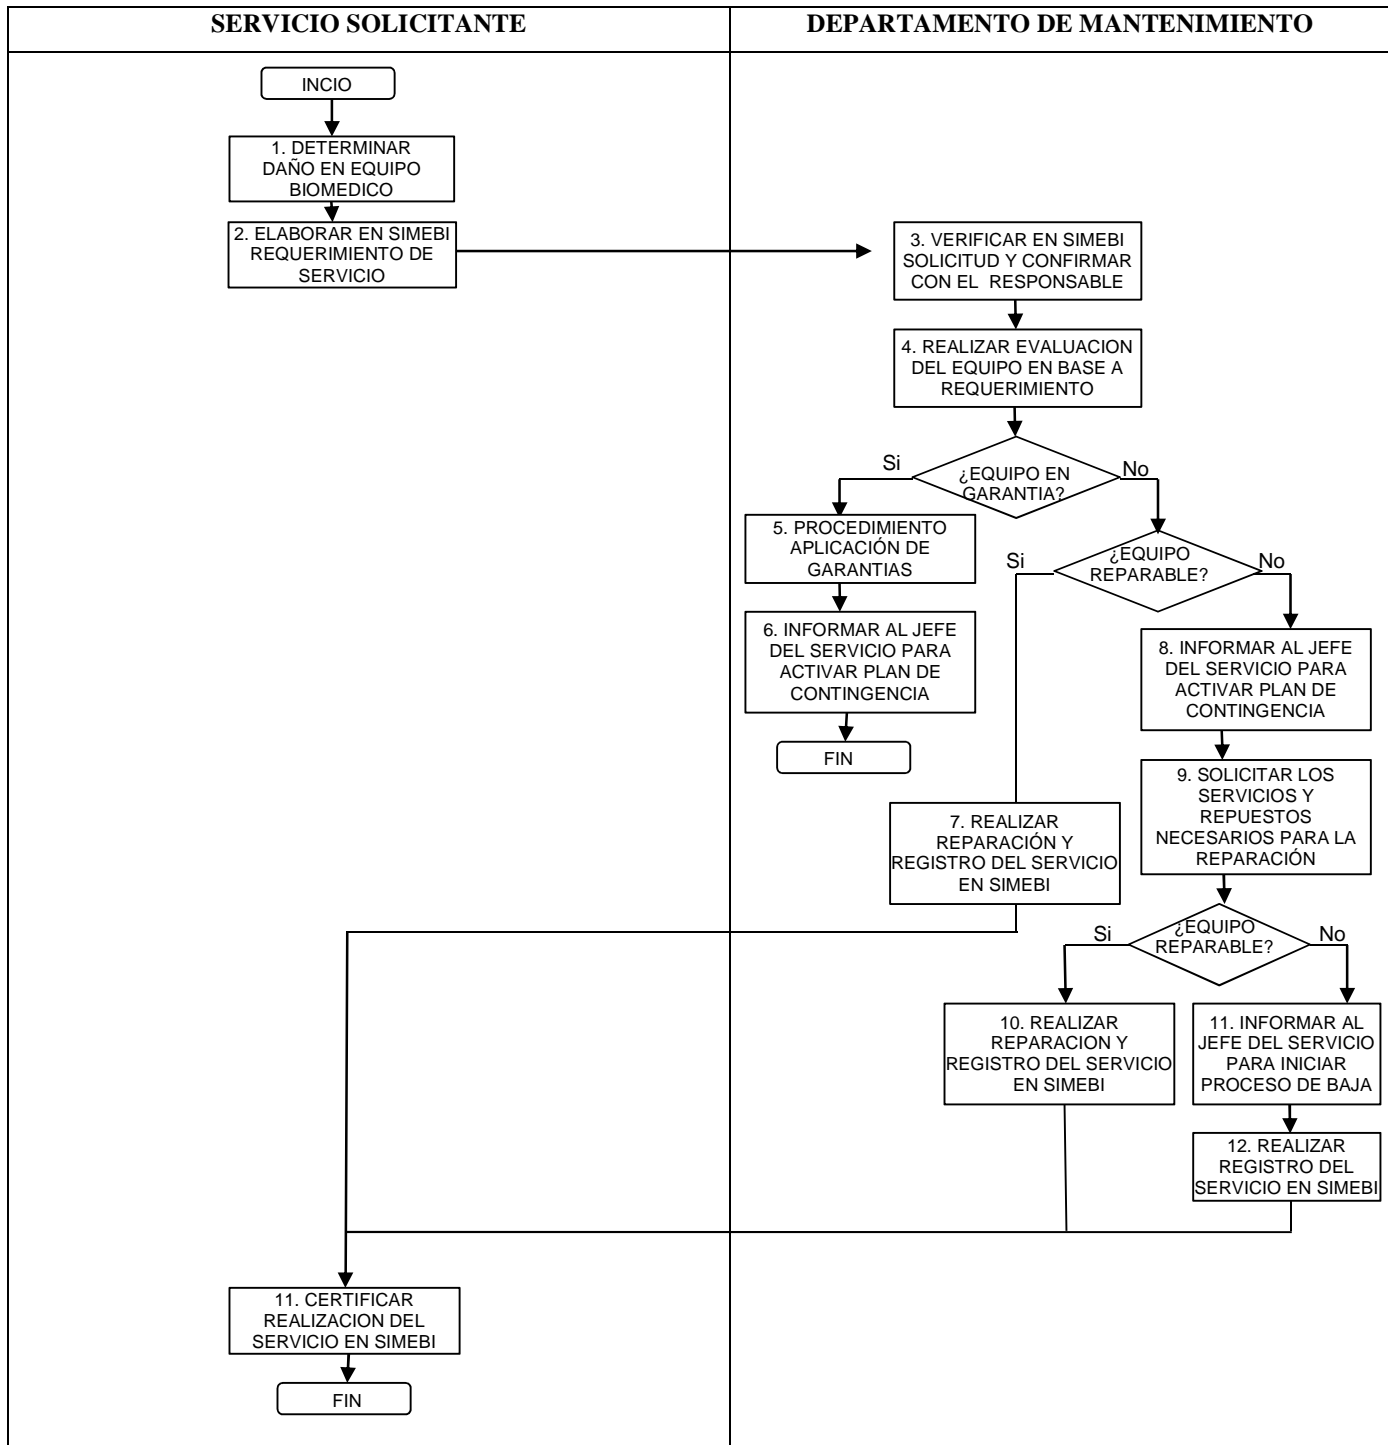 SERVICIO SOLICITANTE
DEPARTAMENTO DE MANTENIMIENTO
INCIO
1. DETERMINAR
DAÑO EN EQUIPO
BIOMEDICO
2. ELABORAR EN SIMEBI
REQUERIMIENTO DE
SERVICIO
3. VERIFICAR EN SIMEBI
SOLICITUD Y CONFIRMAR
CON EL RESPONSABLE
4. REALIZAR EVALUACION
DEL EQUIPO EN BASE A
REQUERIMIENTO
Si
¿EQUIPO EN
GARANTIA?
No
5. PROCEDIMIENTO
APLICACIÓN DE
GARANTIAS
Si
¿EQUIPO
REPARABLE?
No
6. INFORMAR AL JEFE
DEL SERVICIO PARA
ACTIVAR PLAN DE
CONTINGENCIA
FIN
8. INFORMAR AL JEFE
DEL SERVICIO PARA
ACTIVAR PLAN DE
CONTINGENCIA
9. SOLICITAR LOS
SERVICIOS Y
REPUESTOS
NECESARIOS PARA LA
REPARACIÓN
7. REALIZAR
REPARACIÓN Y
REGISTRO DEL SERVICIO
EN SIMEBI
Si
¿EQUIPO
REPARABLE?
No
10. REALIZAR
REPARACION Y
REGISTRO DEL SERVICIO
EN SIMEBI
11. INFORMAR AL
JEFE DEL SERVICIO
PARA INICIAR
PROCESO DE BAJA
12. REALIZAR
REGISTRO DEL
SERVICIO EN SIMEBI
11. CERTIFICAR
REALIZACION DEL
SERVICIO EN SIMEBI
FIN